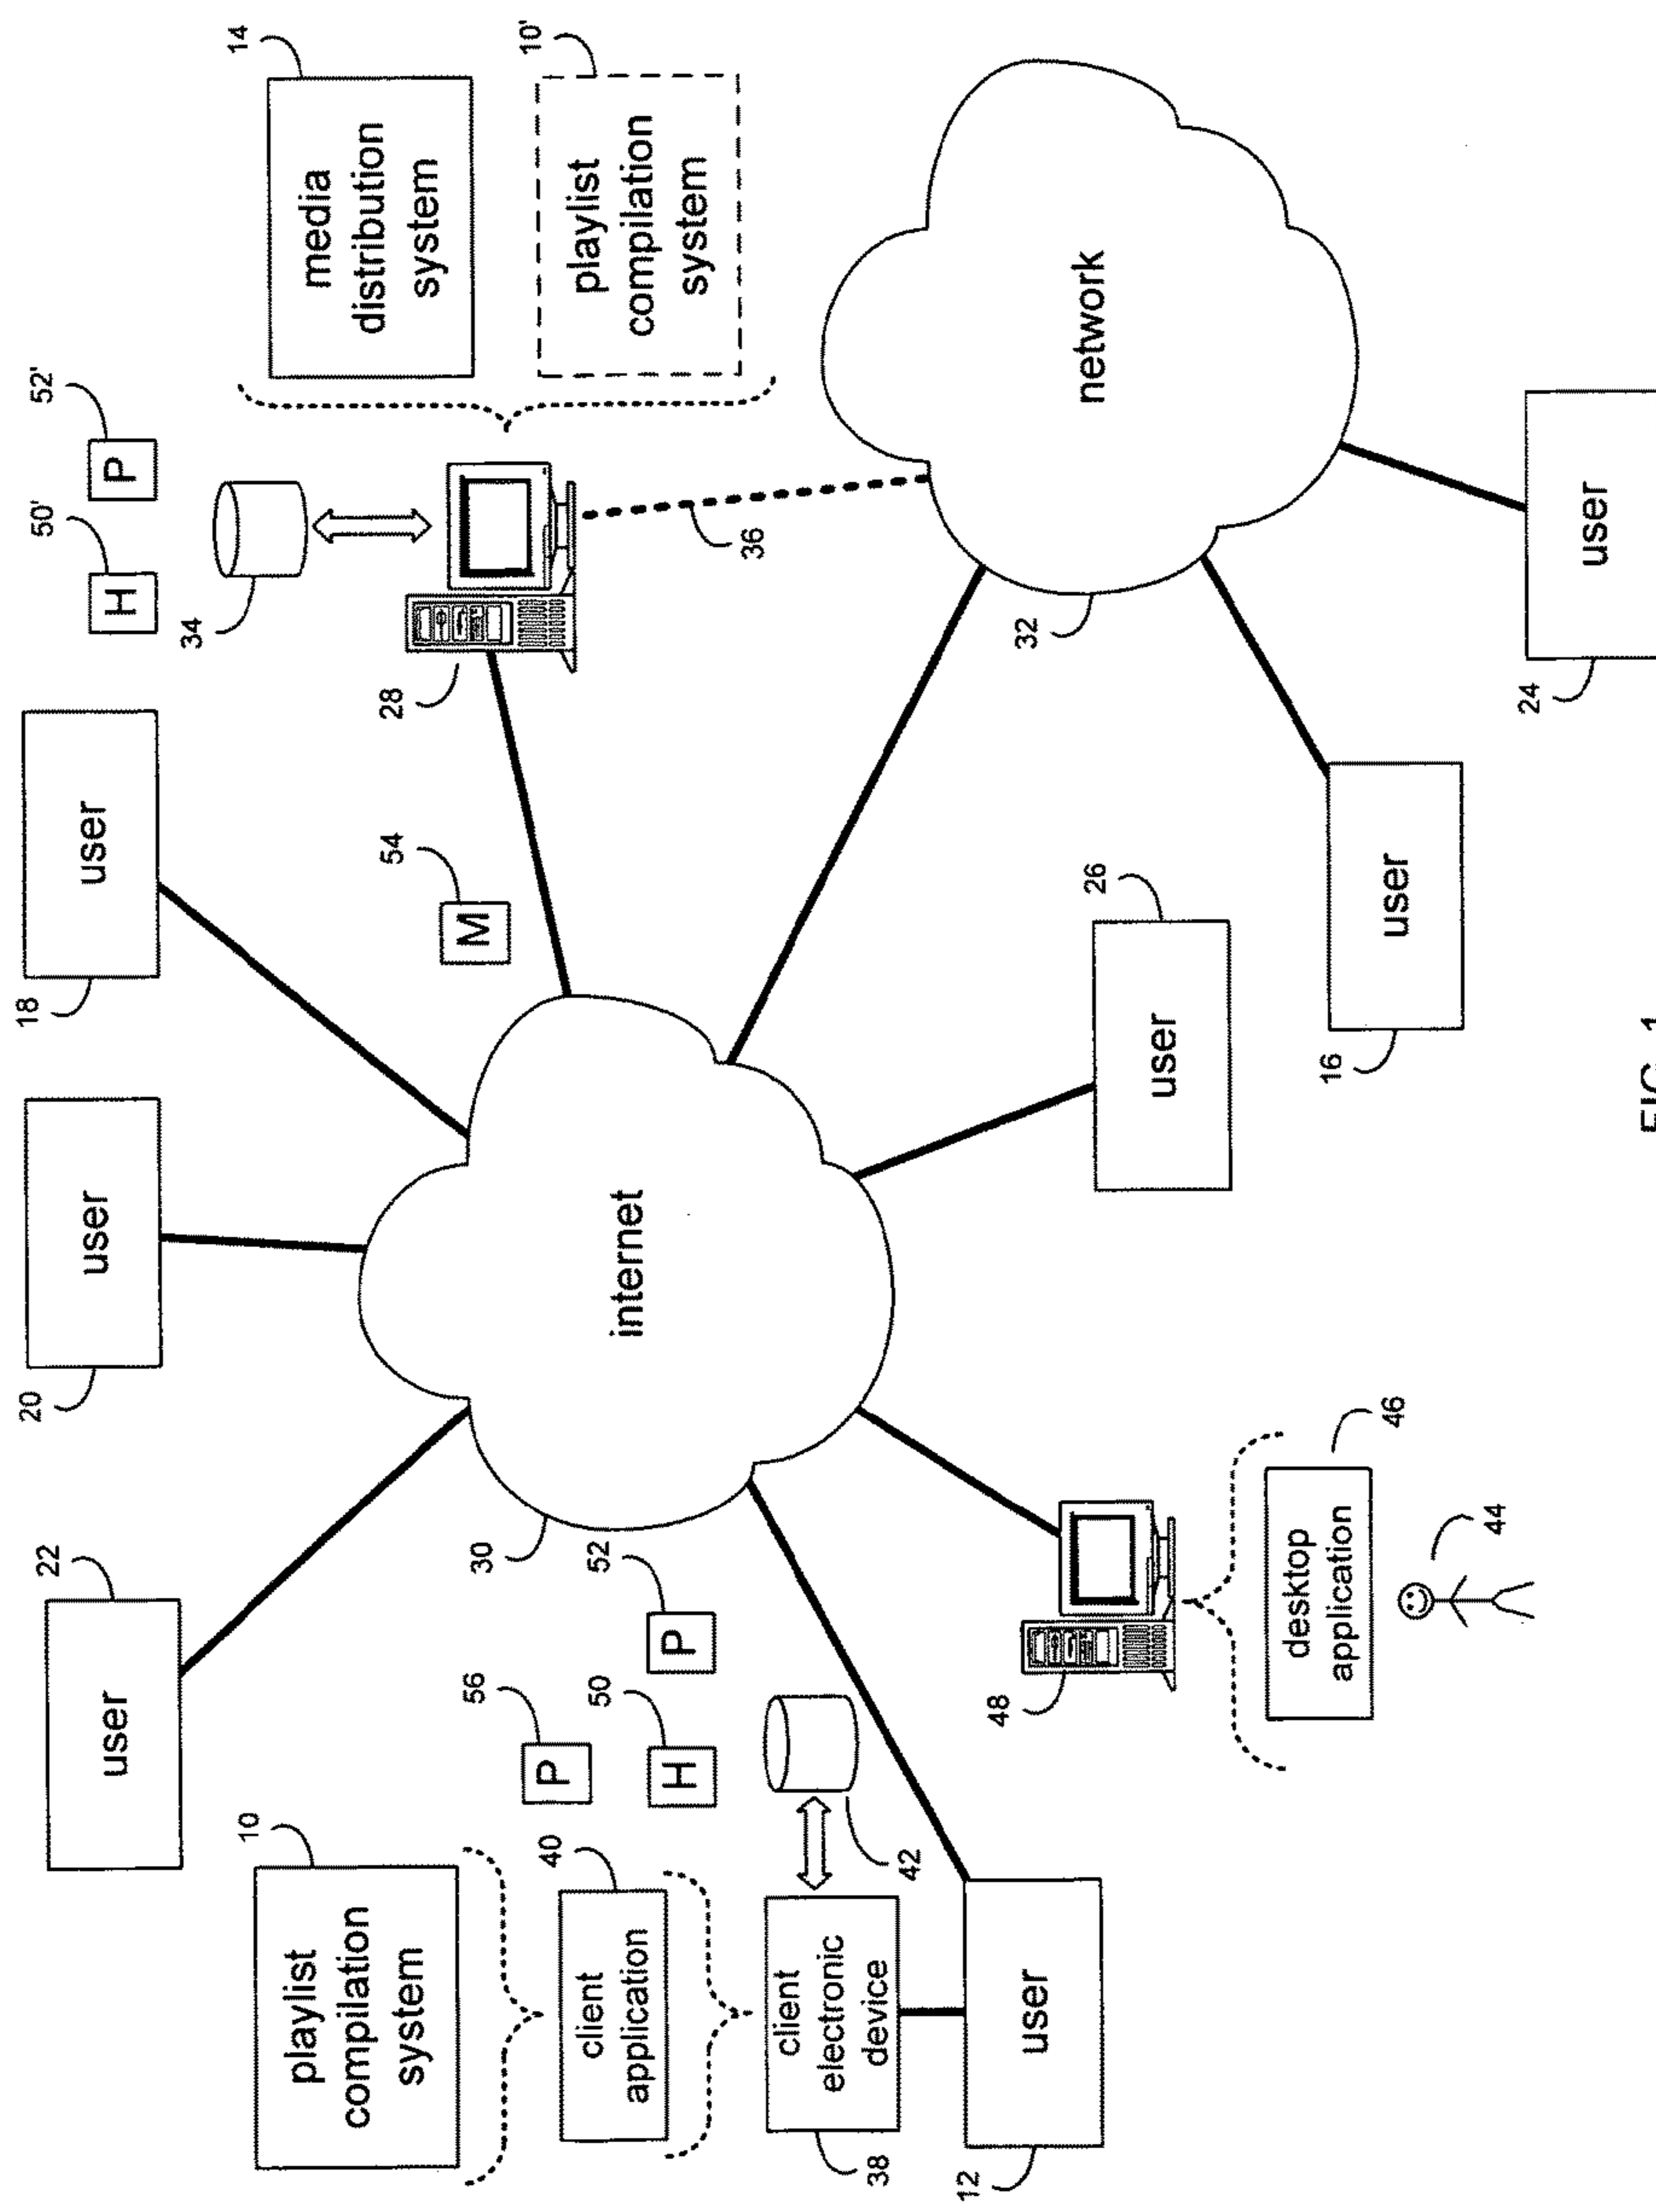 20
18
22
50'
52'
user
user
user
H
P
34
14
10
playlist
compilation
system
media
distribution
system
28
54
56
M
30
10'
P
40
client
application
50
52
H
P
internet
playlist
compilation
system
36
client
electronic
device
42
38
12
48
32
user
26
network
user
desktop
application
46
16
user
44
24
user
FIG. 1